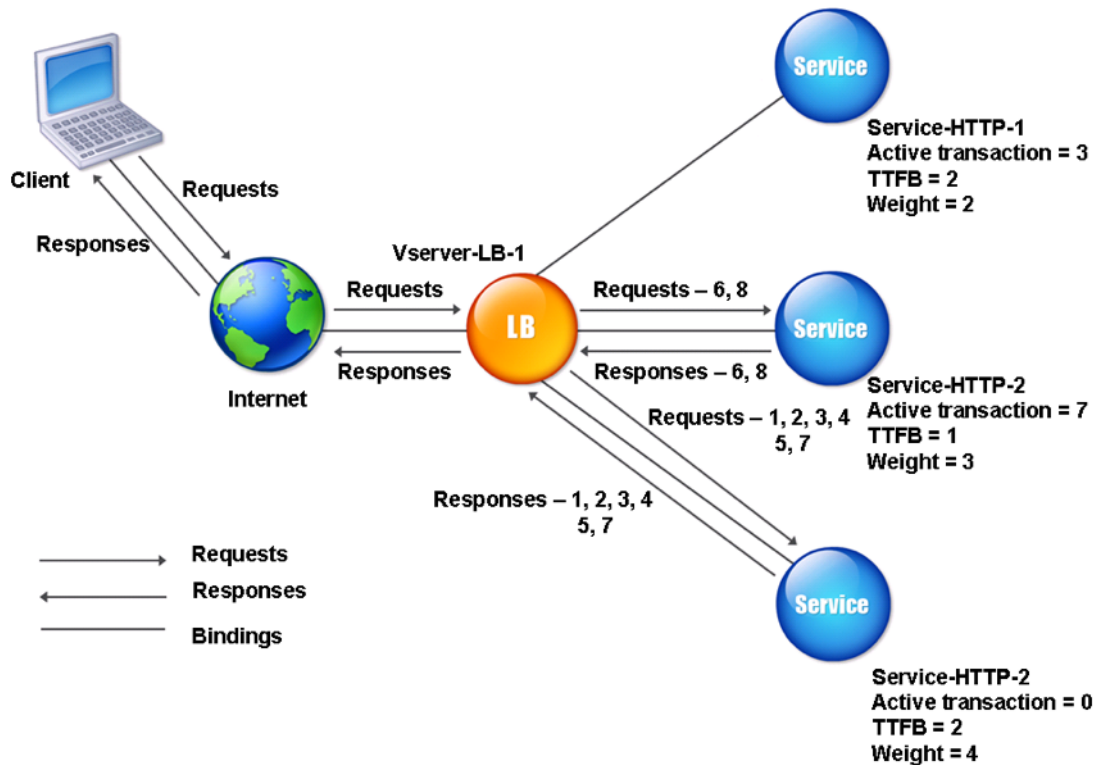 Service
Service-HTTP-1
Active transaction = 3
TTFB = 2
Weight = 2
Client
Requests
Responses
Vserver-LB-1
Requests
LB
Responses
Internet
Requests – 6, 8
Responses – 6, 8
Service
Service-HTTP-2
Active transaction = 7
TTFB = 1
Weight = 3
Requests – 1, 2, 3, 4
5, 7
Responses – 1, 2, 3, 4
5, 7
Requests
Responses
Bindings
Service
Service-HTTP-2
Active transaction = 0
TTFB = 2
Weight = 4